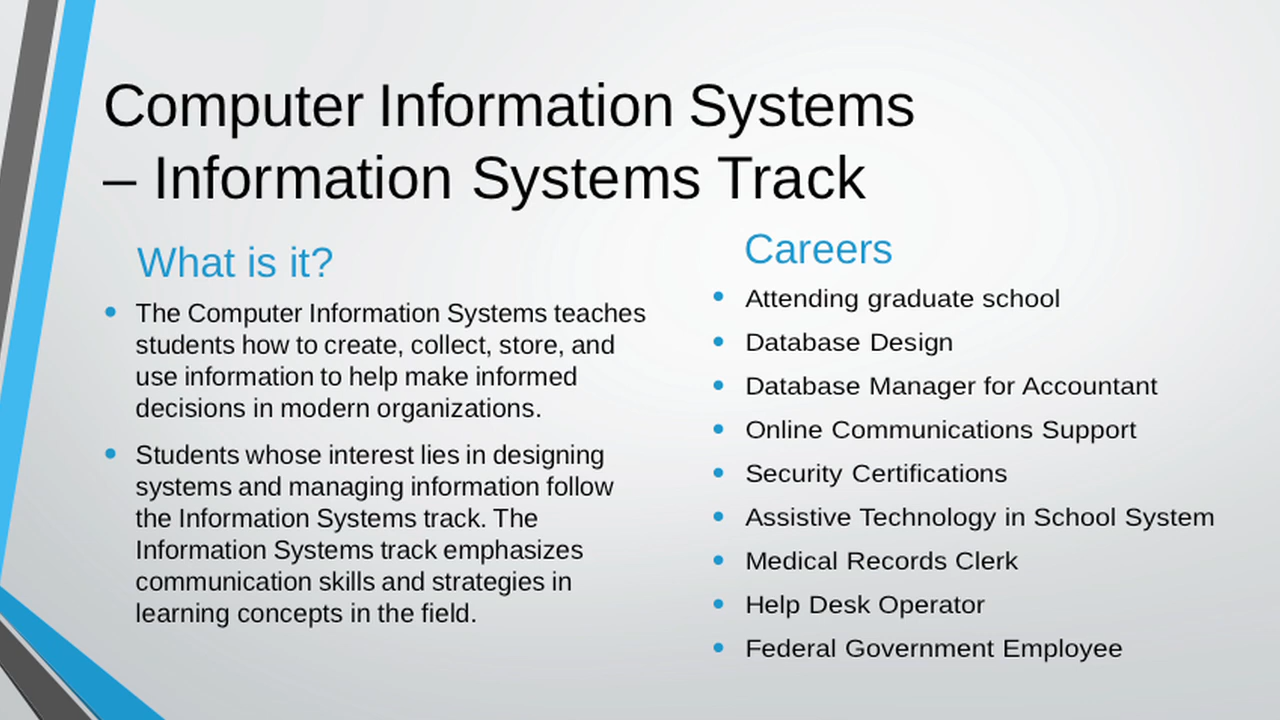 Computer Information Systems
– Information Systems Track
What is it?
• The Computer Information Systems teaches
students how to create, collect, store, and
use information to help make informed
decisions in modern organizations.
• Students whose interest lies in designing
systems and managing information follow
the Information Systems track. The
Information Systems track emphasizes
communication skills and strategies in
learning concepts in the field.
Careers
• Attending graduate school
• Database Design
• Database Manager for Accountant
• Online Communications Support
• Security Certifications
• Assistive Technology in School System
• Medical Records Clerk
• Help Desk Operator
• Federal Government Employee